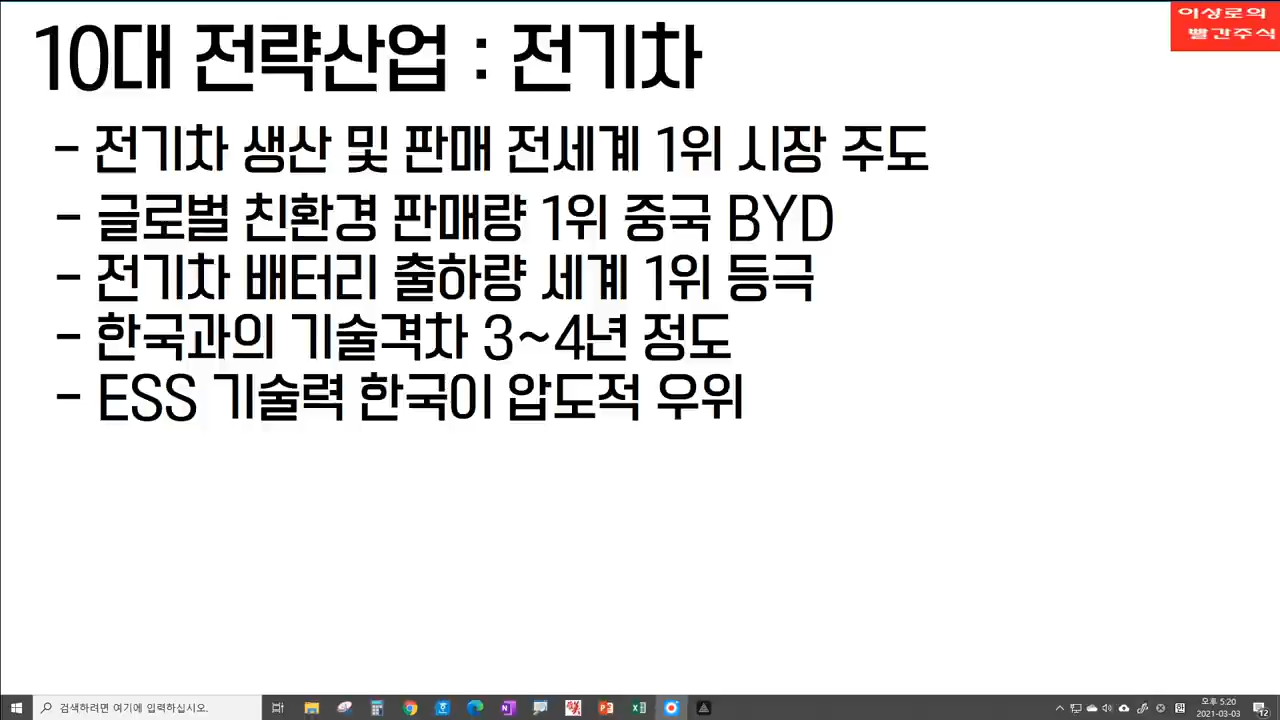 이상로의
빨간주식
10대 전략산업 : 전기차
- 전기차 생산 및 판매 전세계 1위 시장 주도
- 글로벌 친환경 판매량 1위 중국 BYD
- 전기차 배터리 출하량 세계 1위 등극
- 한국과의 기술격차 3~4년 정도
- ESS 기술력 한국이 압도적 우위
검색하려면 여기에 입력하십시오.
오후 5:20
2021-03-03
12